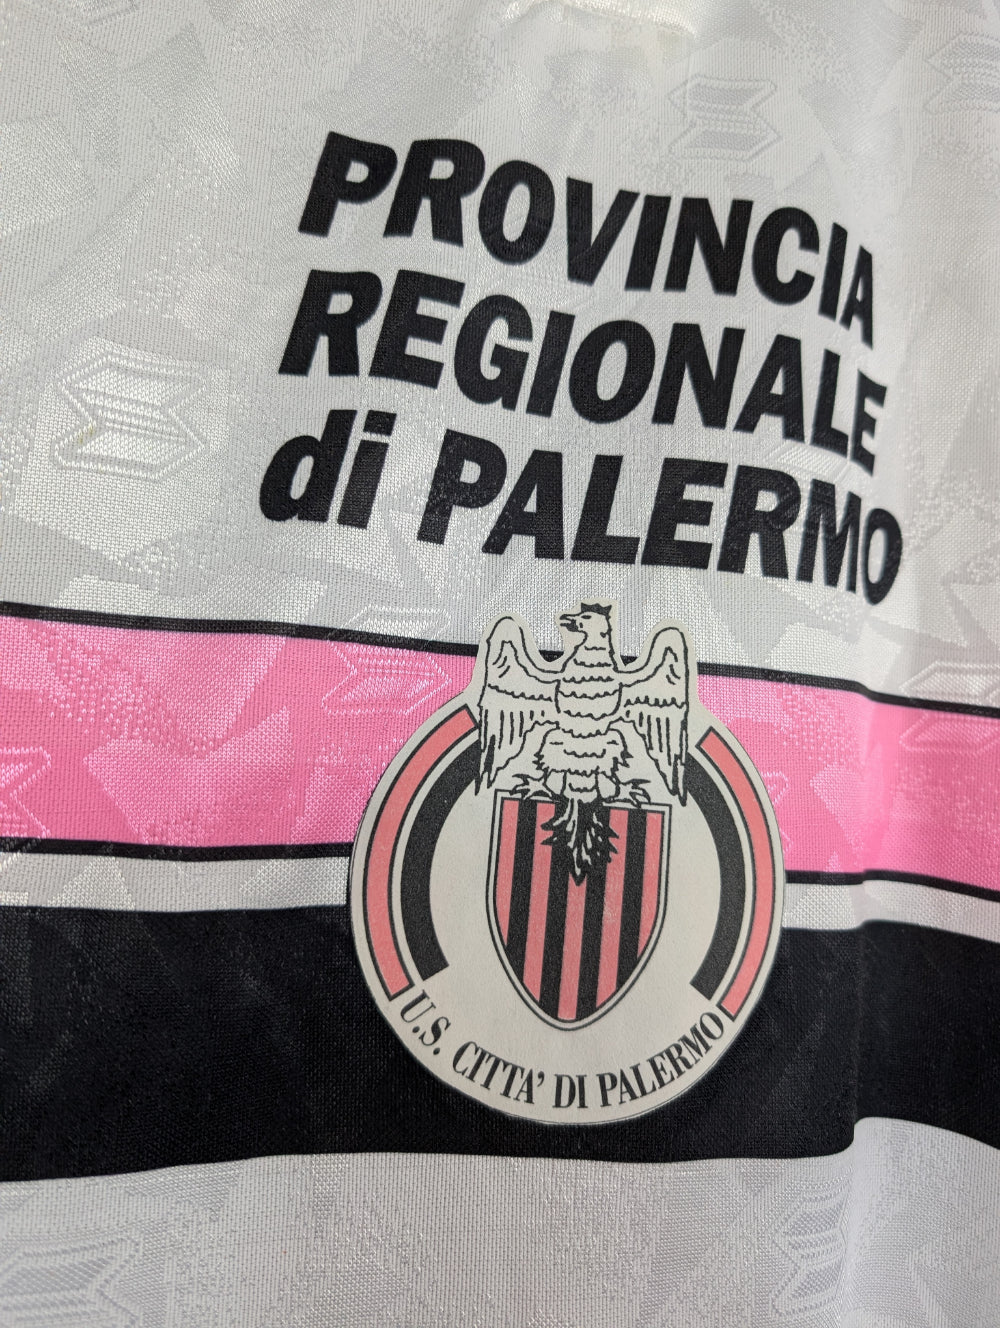 PROVINCIA
REGIONALE
di PALERMO
U.S. CITTA' DI PALERMO